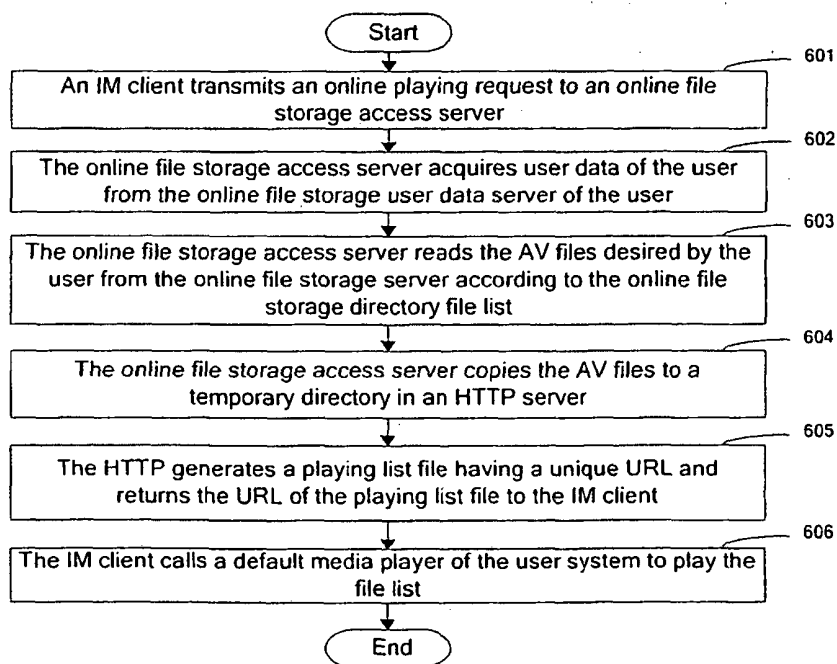 Start
601
An IM client transmits an online playing request to an online file
storage access server
602
The online file storage access server acquires user data of the user
from the online file storage user data server of the user
603
The online file storage access server reads the AV files desired by the
user from the online file storage server according to the online file
storage directory file list
604
The online file storage access server copies the AV files to a
temporary directory in an HTTP server
605
The HTTP generates a playing list file having a unique URL and
returns the URL of the playing list file to the IM client
606
The IM client calls a default media player of the user system to play the
file list
End